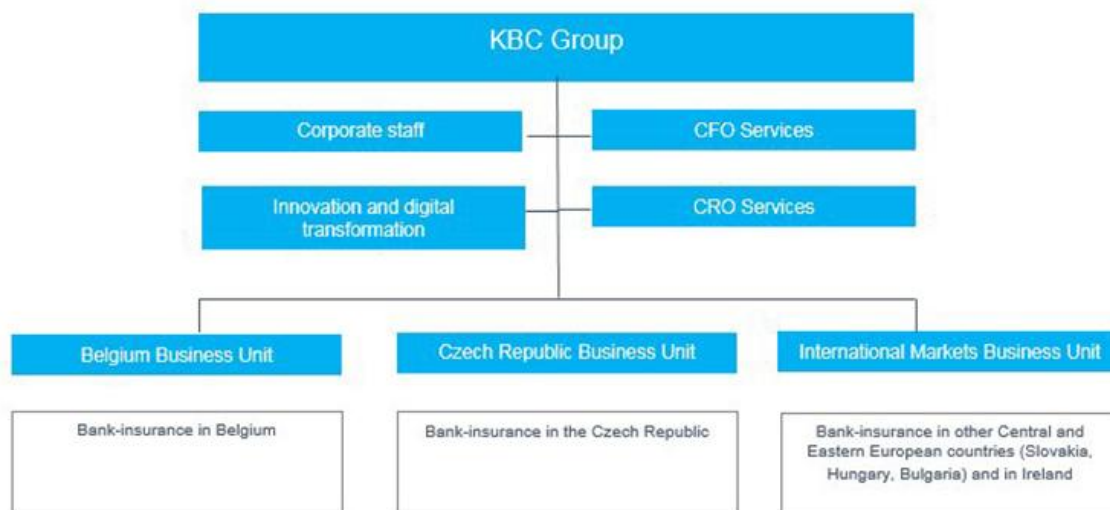 KBC Group
Corporate staff
CFO Services
Innovation and digital
transformation
CRO Services
Belgium Business Unit
Czech Republic Business Unit
International Markets Business Unit
Bank-insurance in Belgium
Bank-insurance in the Czech Republic
Bank-insurance in other Central and
Eastern European countries (Slovakia,
Hungary, Bulgaria) and in Ireland